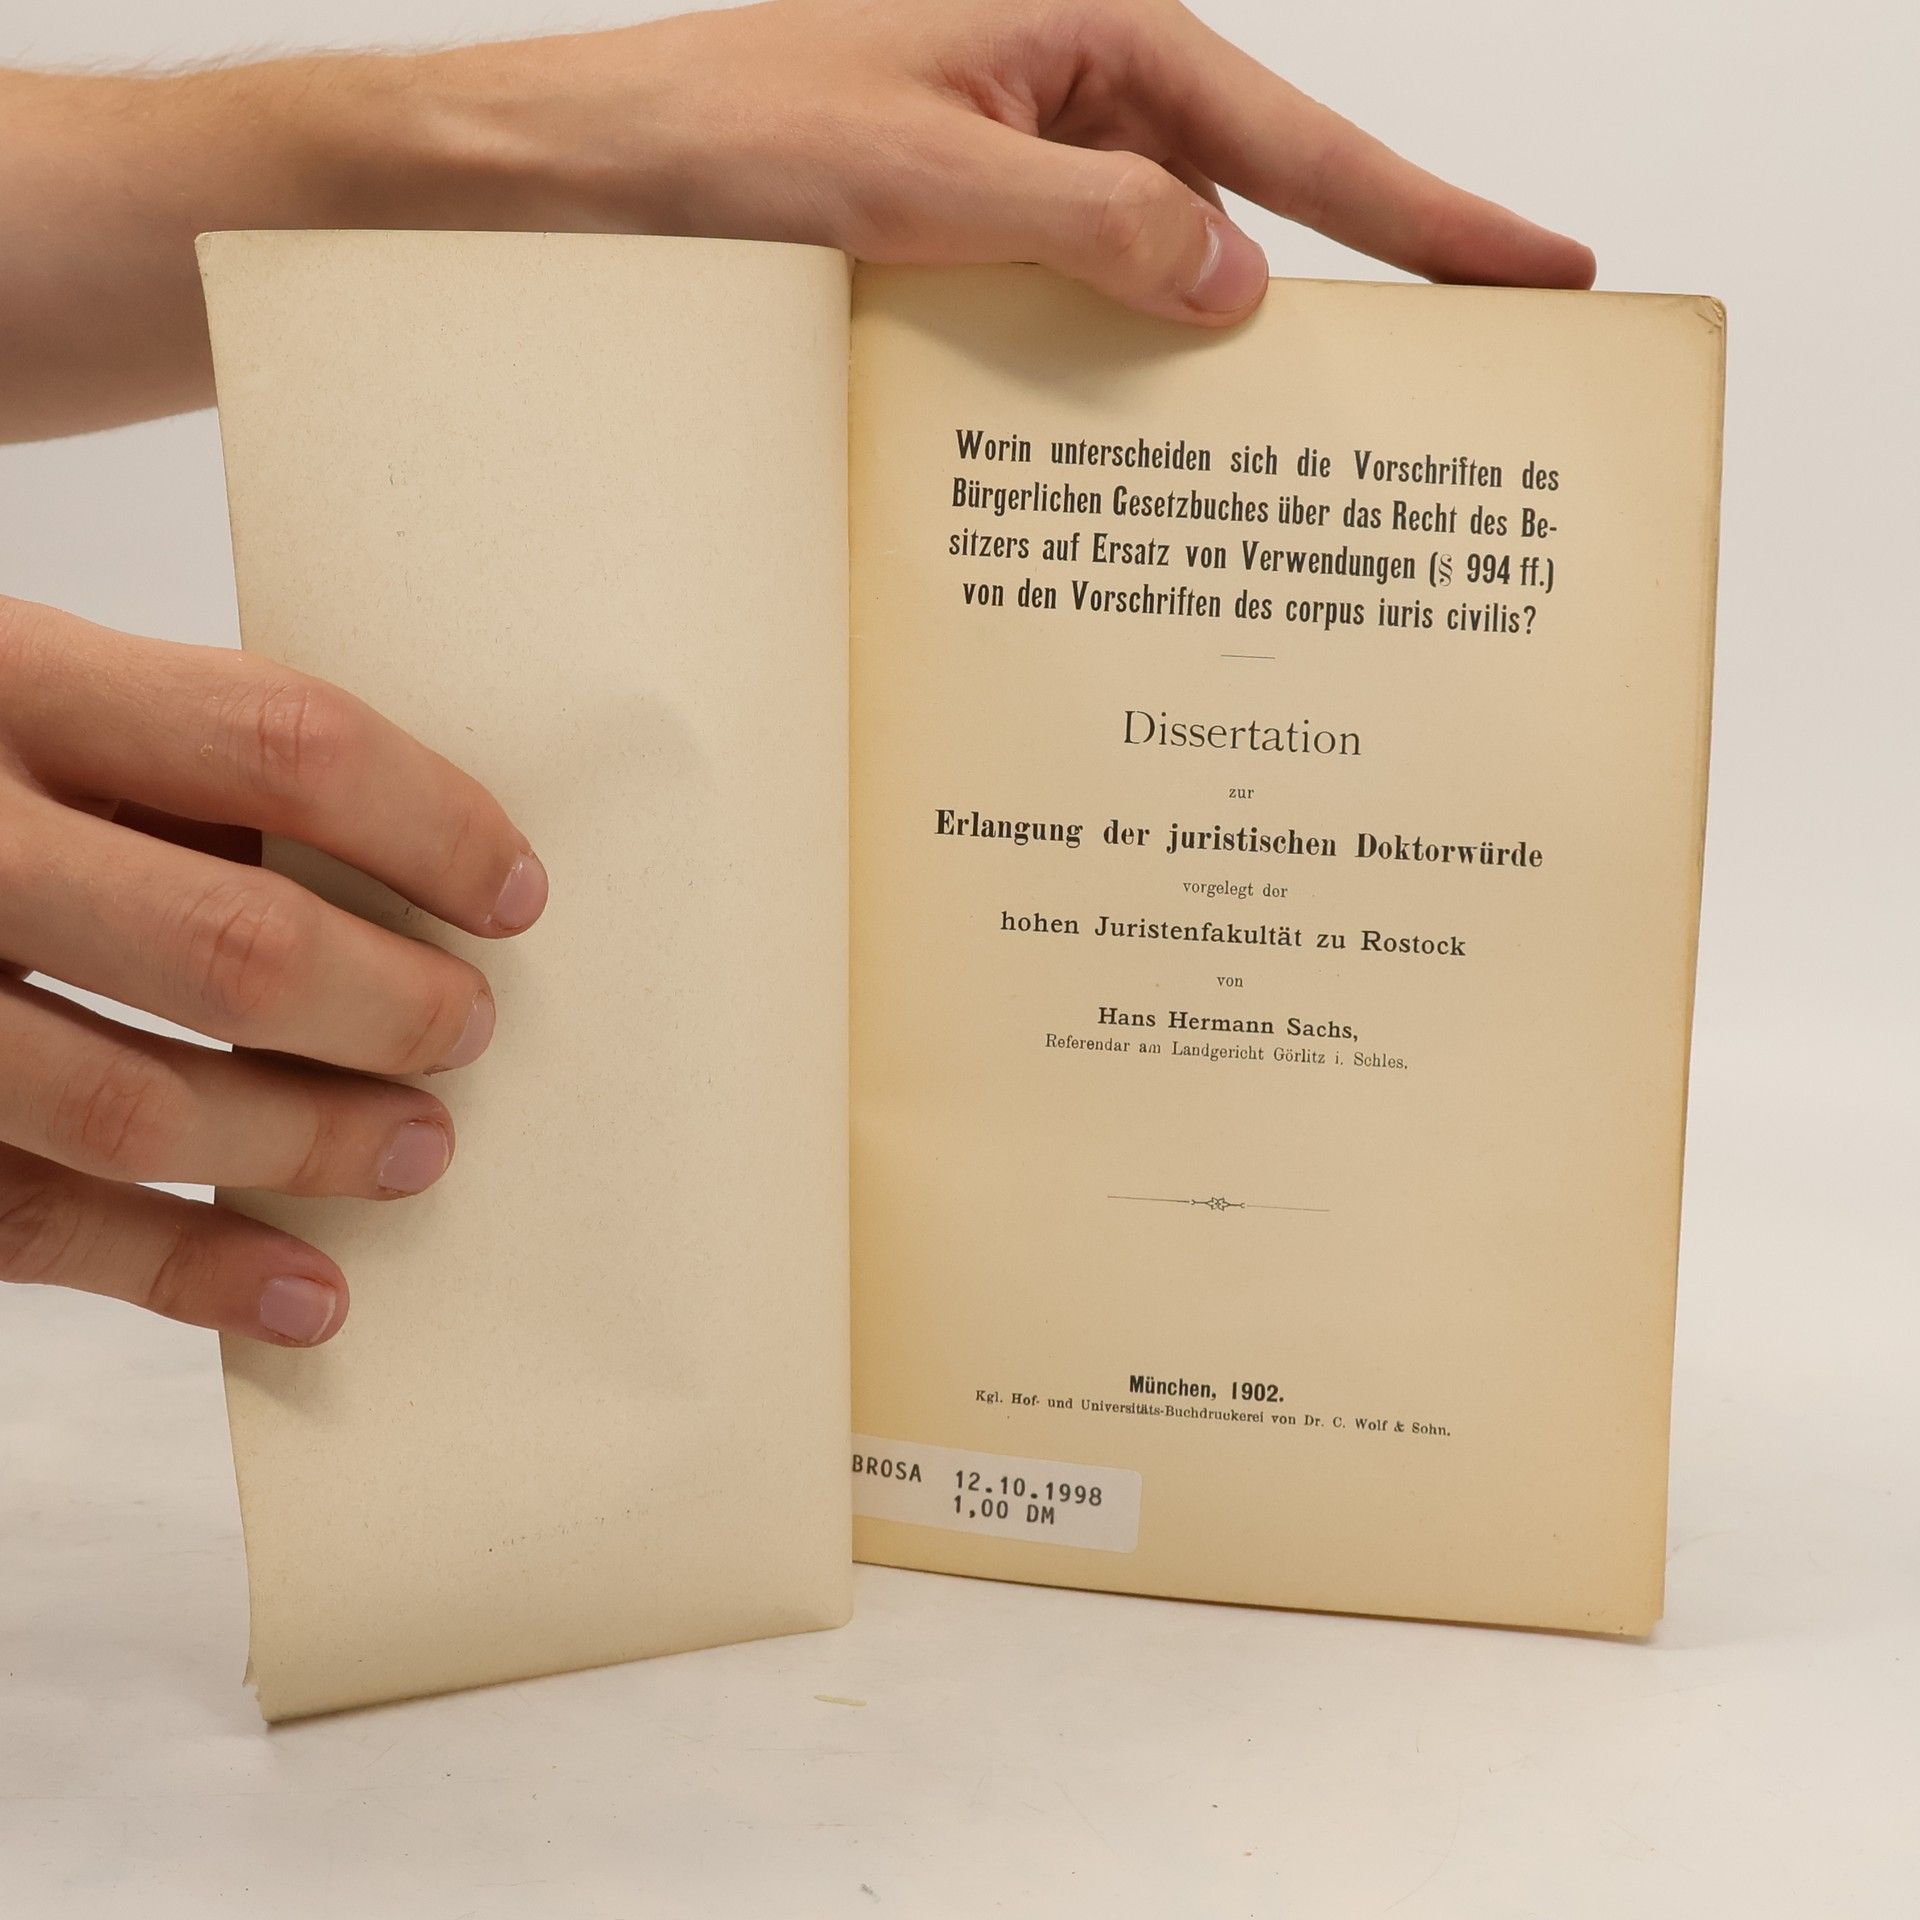 Worin unterscheiden sich die Vorschriften des
Bürgerlichen Gesetzbuches über das Recht des Be-
sitzers auf Ersatz von Verwendungen (§ 994 ff.)
von den Vorschriften des corpus iuris civilis?
Dissertation
zur
Erlangung der juristischen Doktorwürde
vorgelegt der
hohen Juristenfakultät zu Rostock
von
Hans Hermann Sachs,
Referendar am Landgericht Görlitz i. Schles.
München, 1902.
Kgl. Hof- und Universitäts-Buchdruckerei von Dr. C. Wolf & Sohn.
BROSA 12.10.1998
1,00 DM